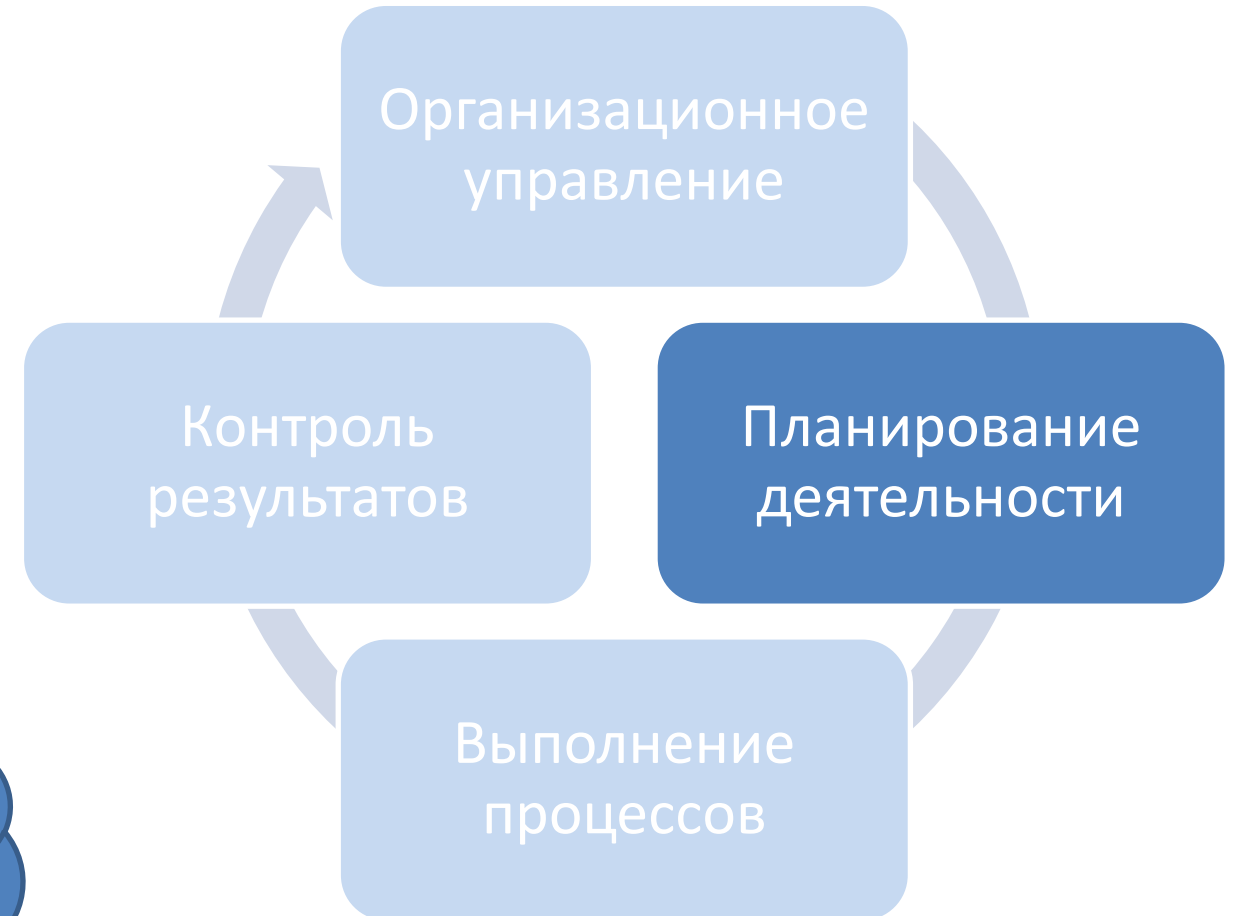 Организационное
управление
Контроль
результатов
Планирование
деятельности
Выполнение
процессов